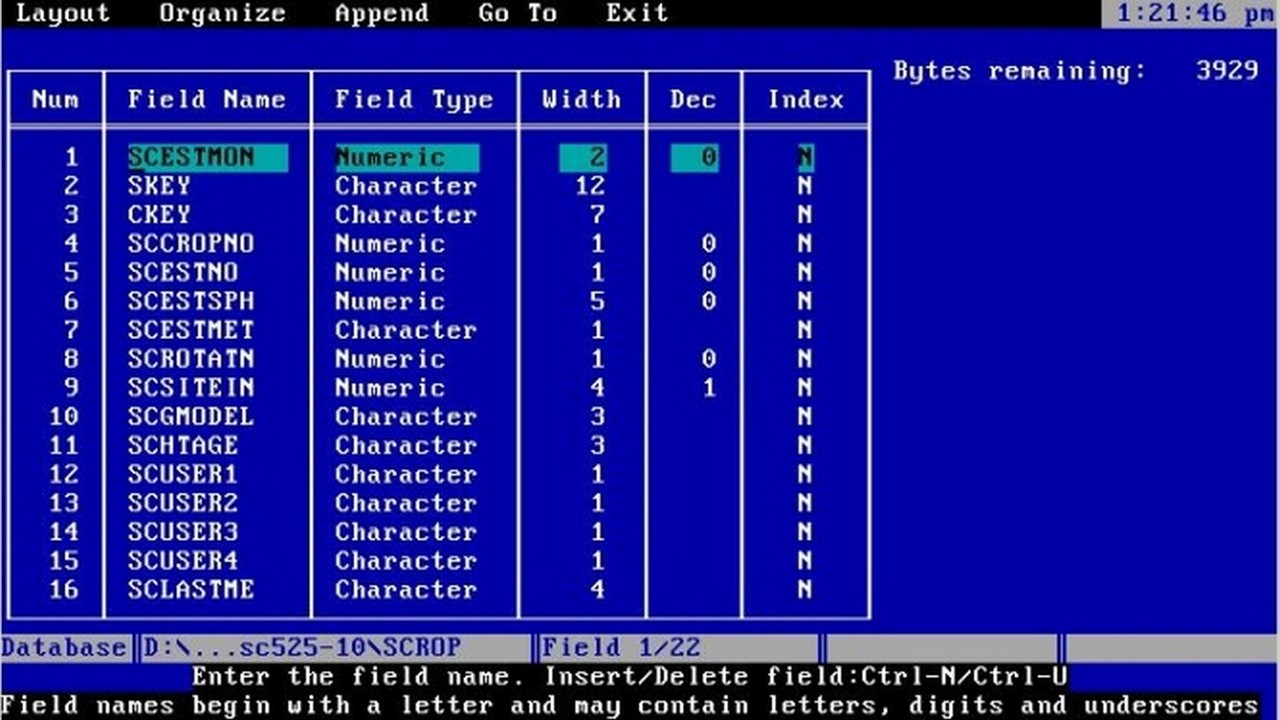 Layout Organize Append Go To Exit 1:21:46 pm
Bytes remaining: 3929
Num Field Name Field Type Width Dec Index
1 SCESTMON Numeric 2 0 N
2 SKEY Character 12 N
3 CKEY Character 7 N
4 SCCROPNO Numeric 1 0 N
5 SCESTNO Numeric 1 0 N
6 SCESTSPH Numeric 5 0 N
7 SCESTMET Character 1 N
8 SCROTATN Numeric 1 0 N
9 SCSITEIN Numeric 4 1 N
10 SCGMODEL Character 3 N
11 SCHTAGE Character 3 N
12 SCUSER1 Character 1 N
13 SCUSER2 Character 1 N
14 SCUSER3 Character 1 N
15 SCUSER4 Character 1 N
16 SCLASTME Character 4 N
Database D:\...sc525-10\SCROP Field 1/22
Enter the field name. Insert/Delete field:Ctrl-N/Ctrl-U
Field names begin with a letter and may contain letters, digits and underscores